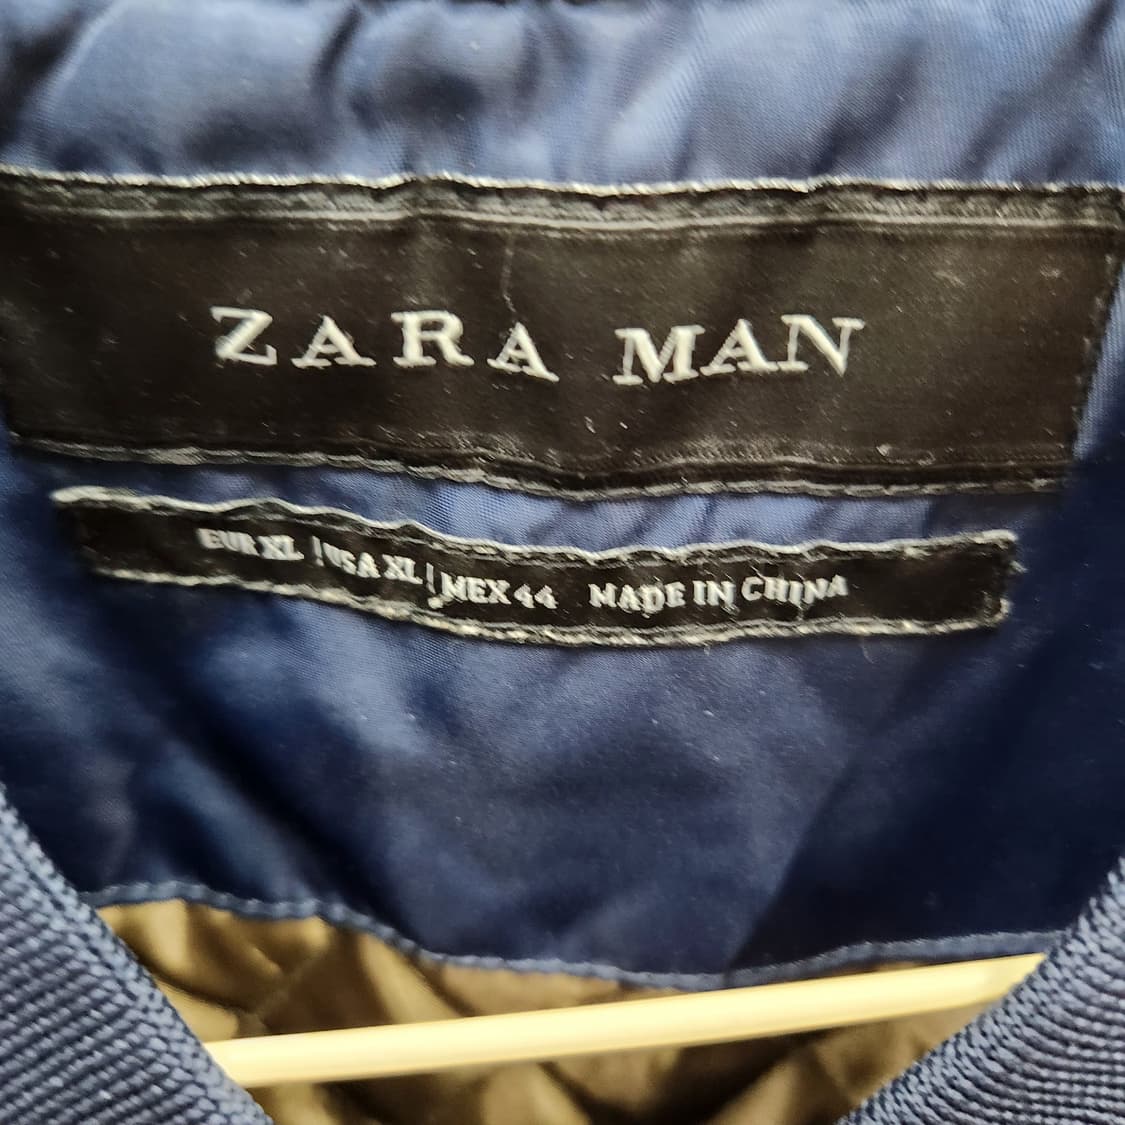 ZARA MAN
EUR XL | USA XL | MEX 44 MADE IN CHINA